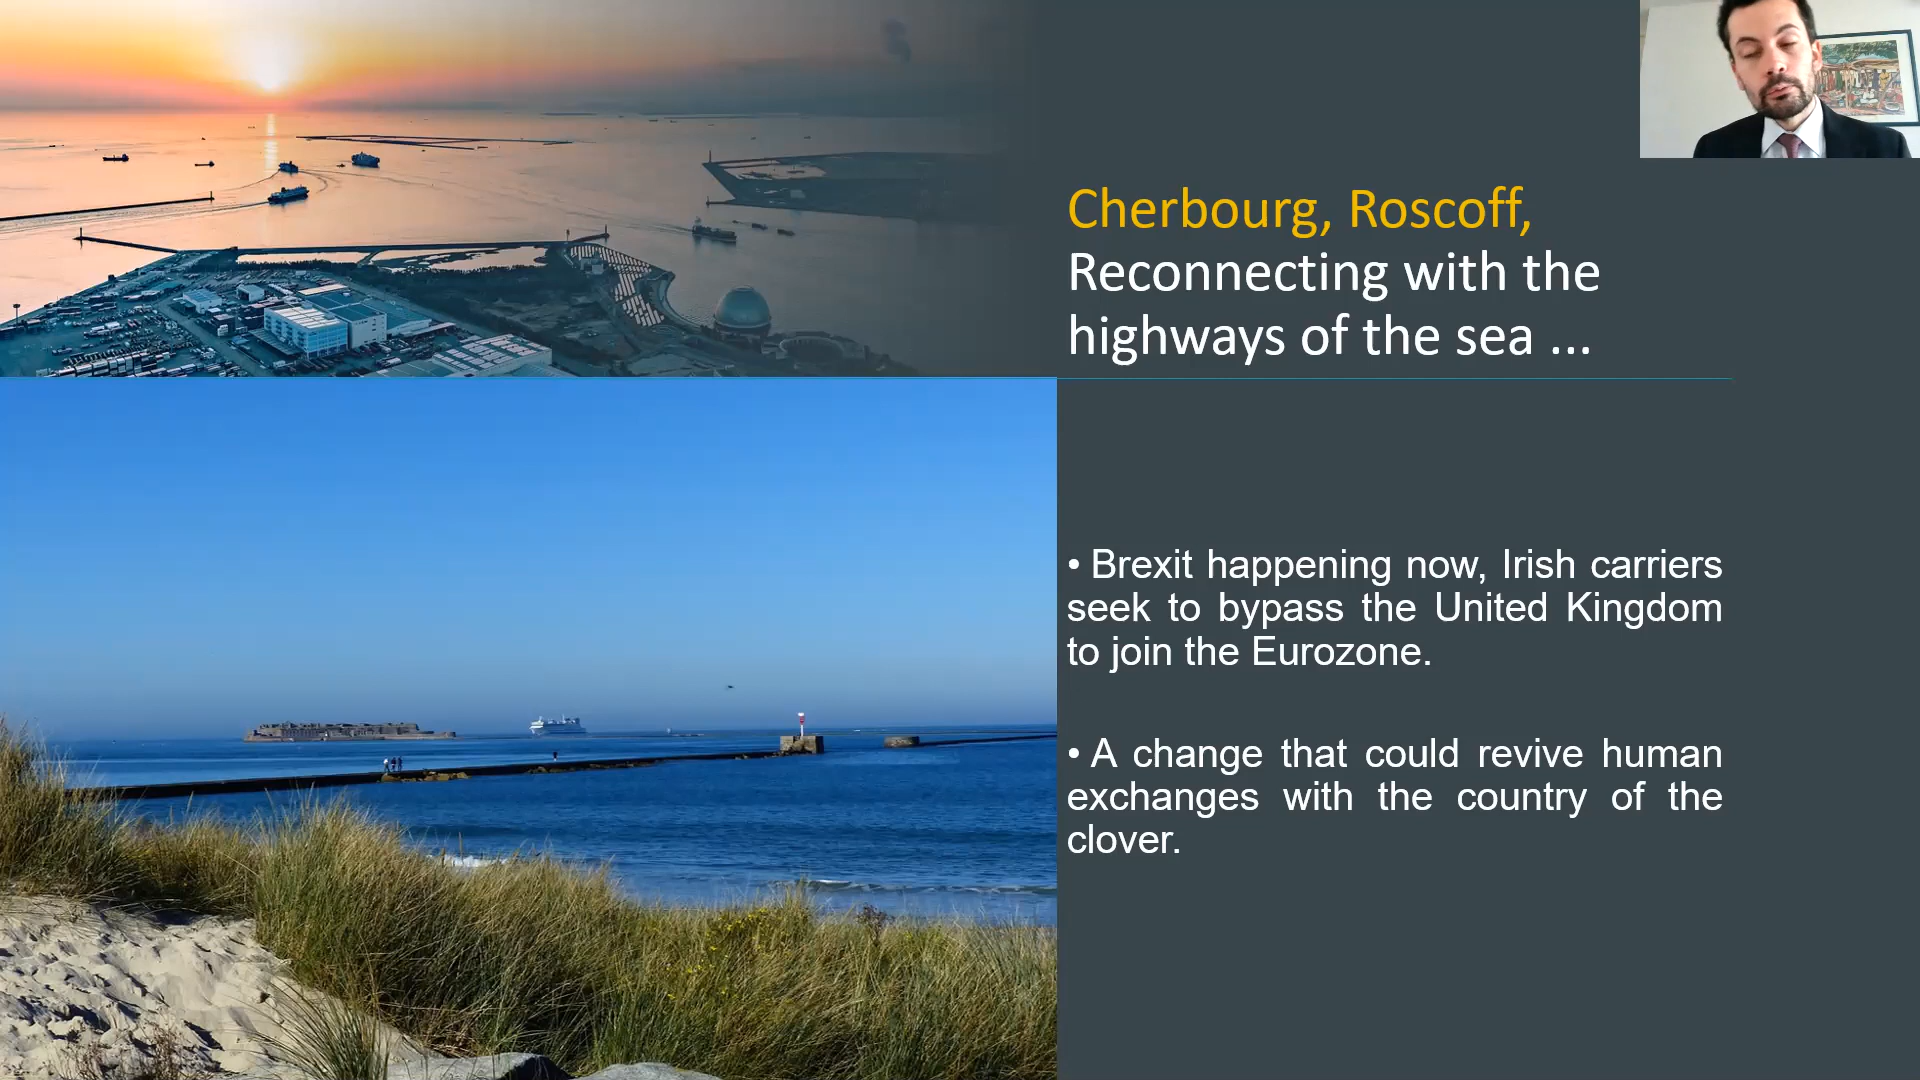 Cherbourg, Roscoff,
Reconnecting with the
highways of the sea ...
• Brexit happening now, Irish carriers
seek to bypass the United Kingdom
to join the Eurozone.
• A change that could revive human
exchanges with the country of the
clover.